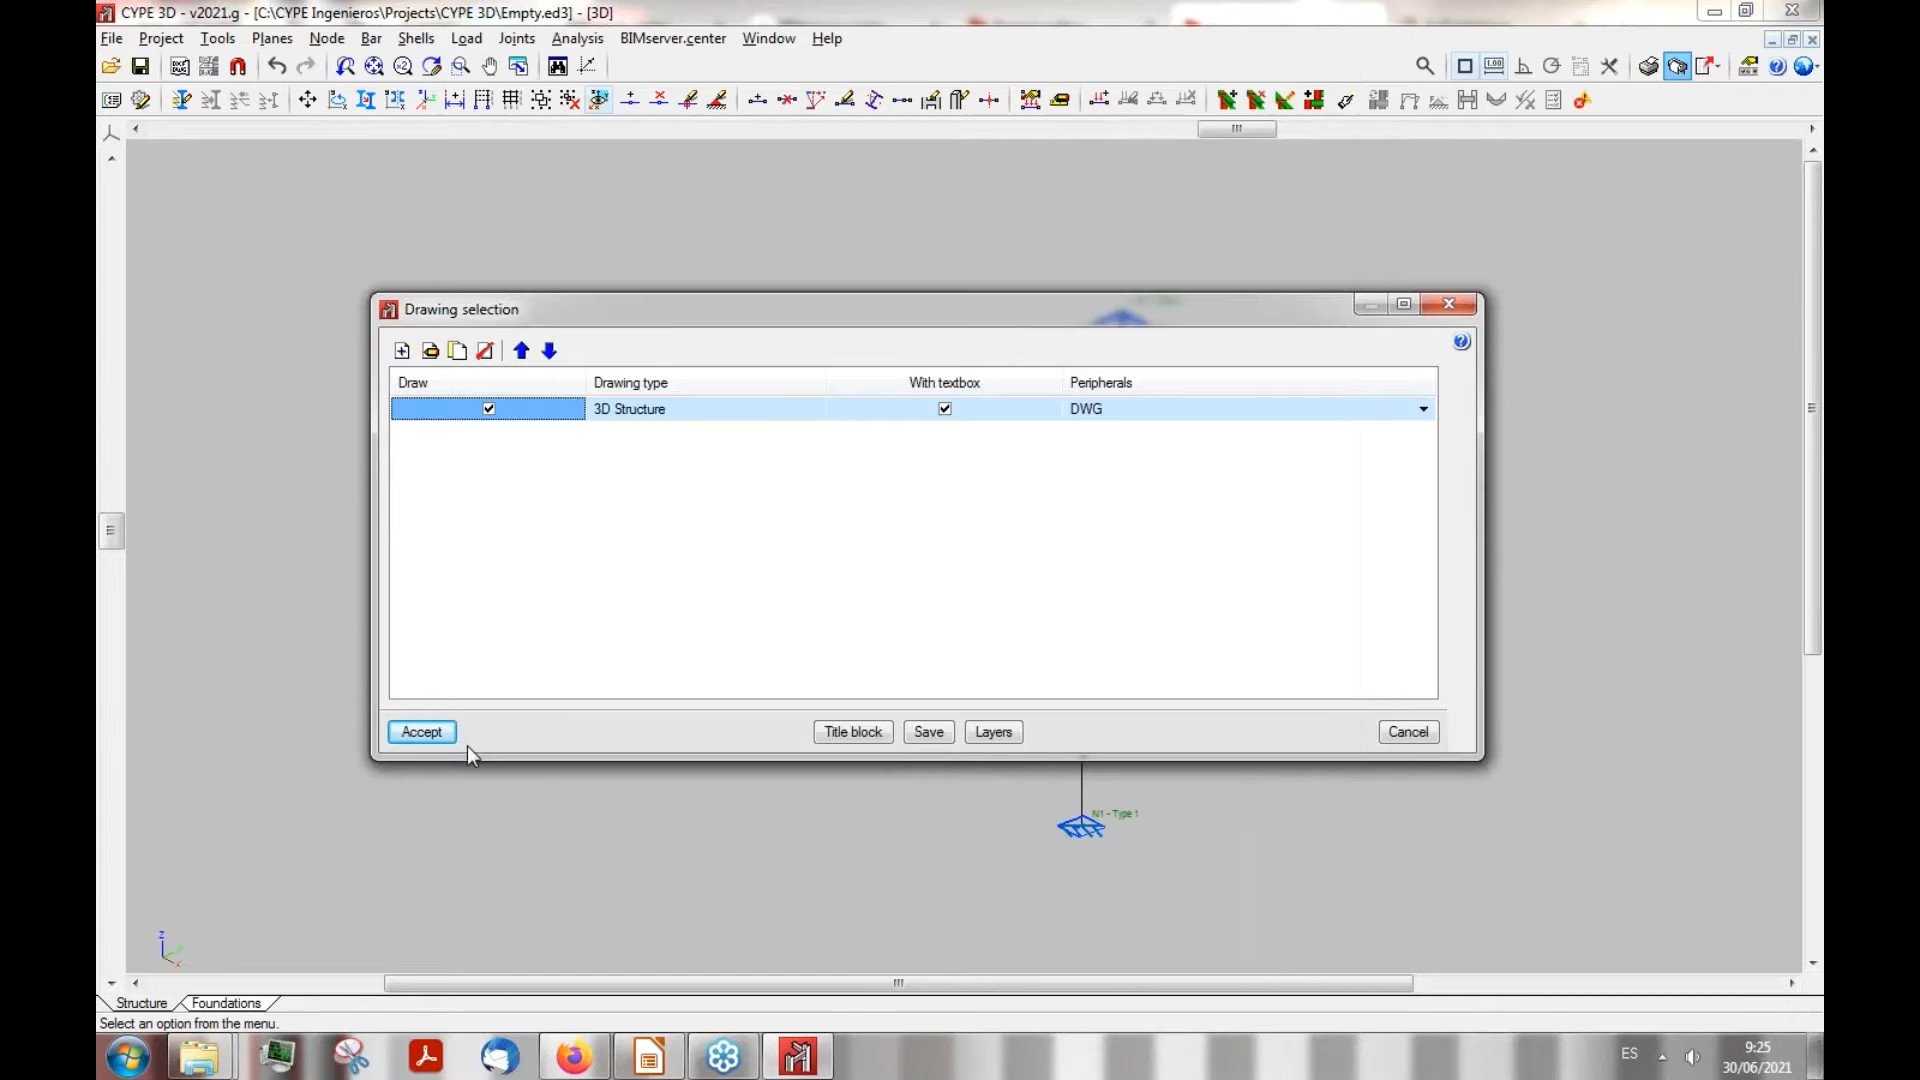 CYPE 3D - v2021.g - [C:\CYPE Ingenieros\Projects\CYPE 3D\Empty.ed3] - [3D]
File Project Tools Planes Node Bar Shells Load Joints Analysis BIMserver.center Window Help
Drawing selection
Draw Drawing type With textbox Peripherals
3D Structure DWG
Accept Title block Save Layers Cancel
N1 - Type 1
Structure Foundations
Select an option from the menu.
ES 9:25
30/06/2021